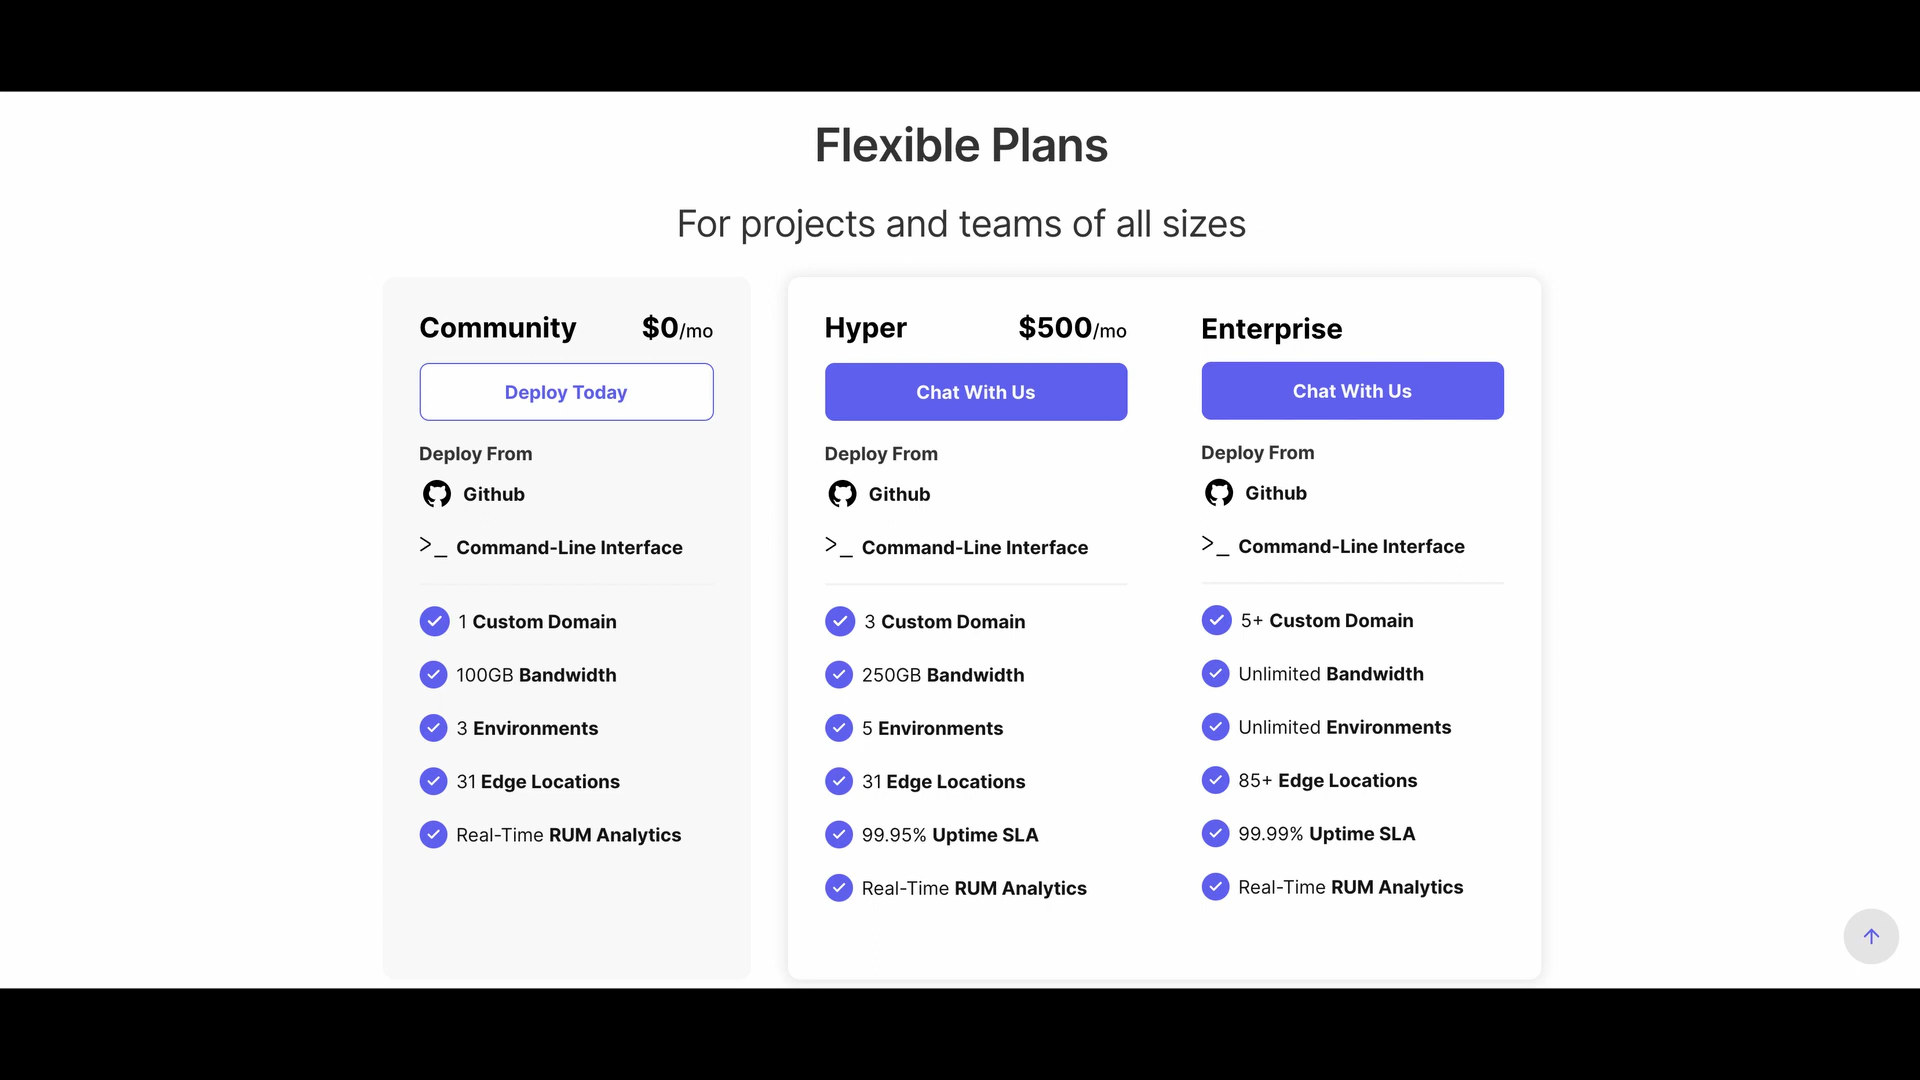 Flexible Plans
For projects and teams of all sizes
Community $0/mo
Deploy Today
Deploy From
Github
>_ Command-Line Interface
1 Custom Domain
100GB Bandwidth
3 Environments
31 Edge Locations
Real-Time RUM Analytics
Hyper $500/mo
Chat With Us
Deploy From
Github
>_ Command-Line Interface
3 Custom Domain
250GB Bandwidth
5 Environments
31 Edge Locations
99.95% Uptime SLA
Real-Time RUM Analytics
Enterprise
Chat With Us
Deploy From
Github
>_ Command-Line Interface
5+ Custom Domain
Unlimited Bandwidth
Unlimited Environments
85+ Edge Locations
99.99% Uptime SLA
Real-Time RUM Analytics